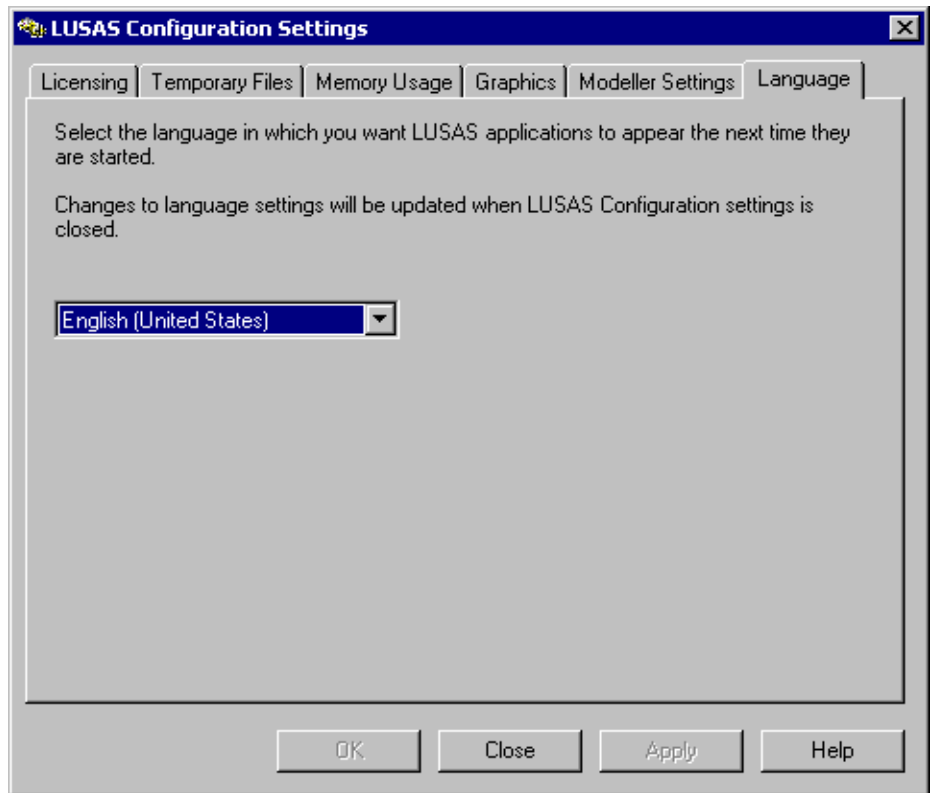 LUSAS Configuration Settings
Licensing
Temporary Files
Memory Usage
Graphics
Modeller Settings
Language
Select the language in which you want LUSAS applications to appear the next time they
are started.
Changes to language settings will be updated when LUSAS Configuration settings is
closed.
English (United States)
OK
Close
Apply
Help